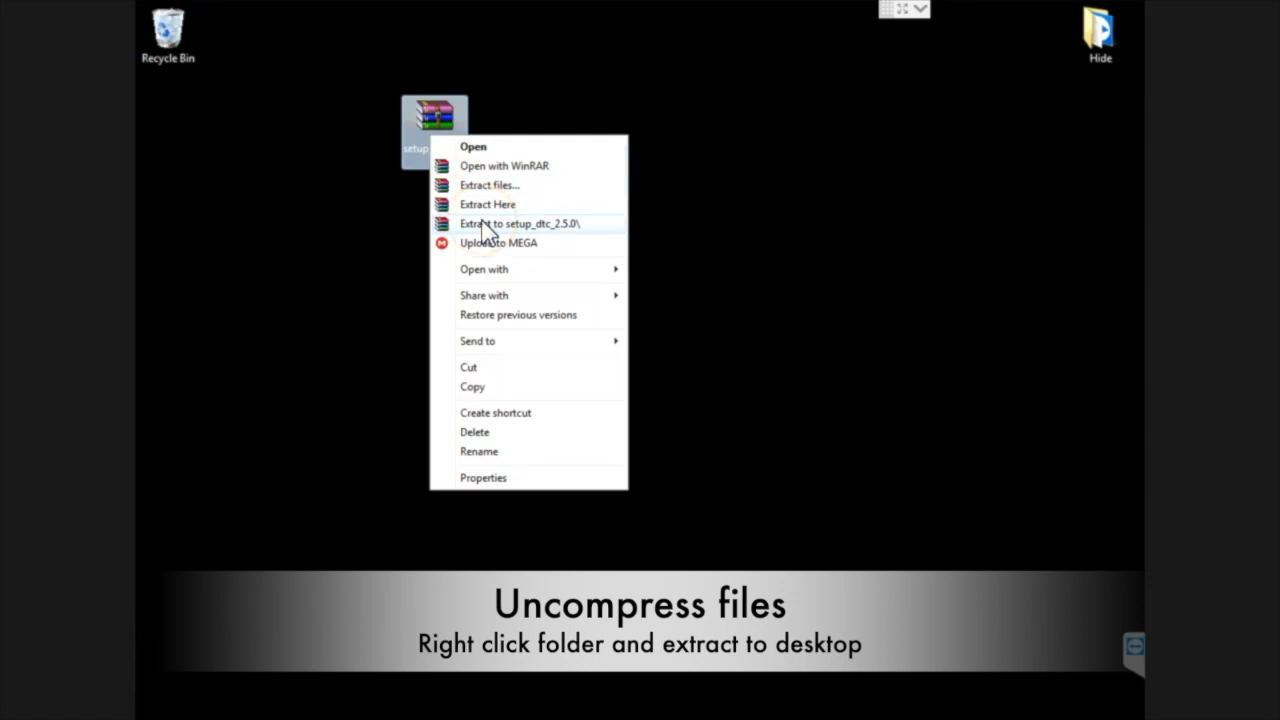 Recycle Bin
Hide
setup
Open
Open with WinRAR
Extract files...
Extract Here
Extract to setup_dtc_2.5.0\
Upload to MEGA
Open with
Share with
Restore previous versions
Send to
Cut
Copy
Create shortcut
Delete
Rename
Properties
Uncompress files
Right click folder and extract to desktop